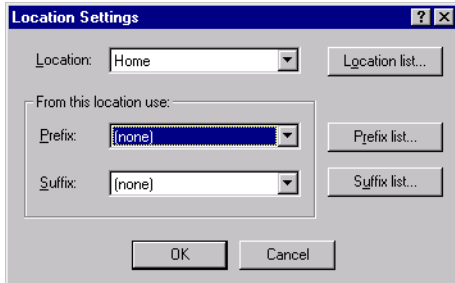 Location Settings
Location: Home Location list...
From this location use:
Prefix: (none) Prefix list...
Suffix: (none) Suffix list...
OK Cancel